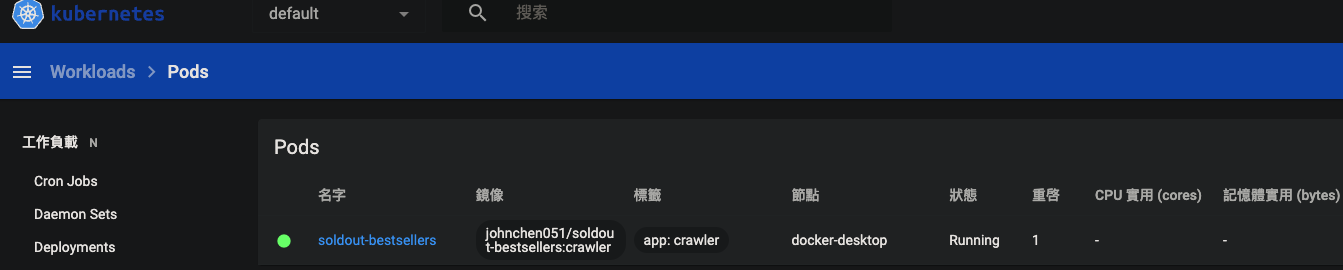 kubernetes
default
搜索
Workloads > Pods
工作負載 N
Cron Jobs
Daemon Sets
Deployments
Pods
名字 鏡像 標籤 節點 狀態 重啓 CPU 實用 (cores) 記憶體實用 (bytes)
soldout-bestsellers
johnchen051/soldou
t-bestsellers:crawler
app: crawler
docker-desktop
Running
1
-
-